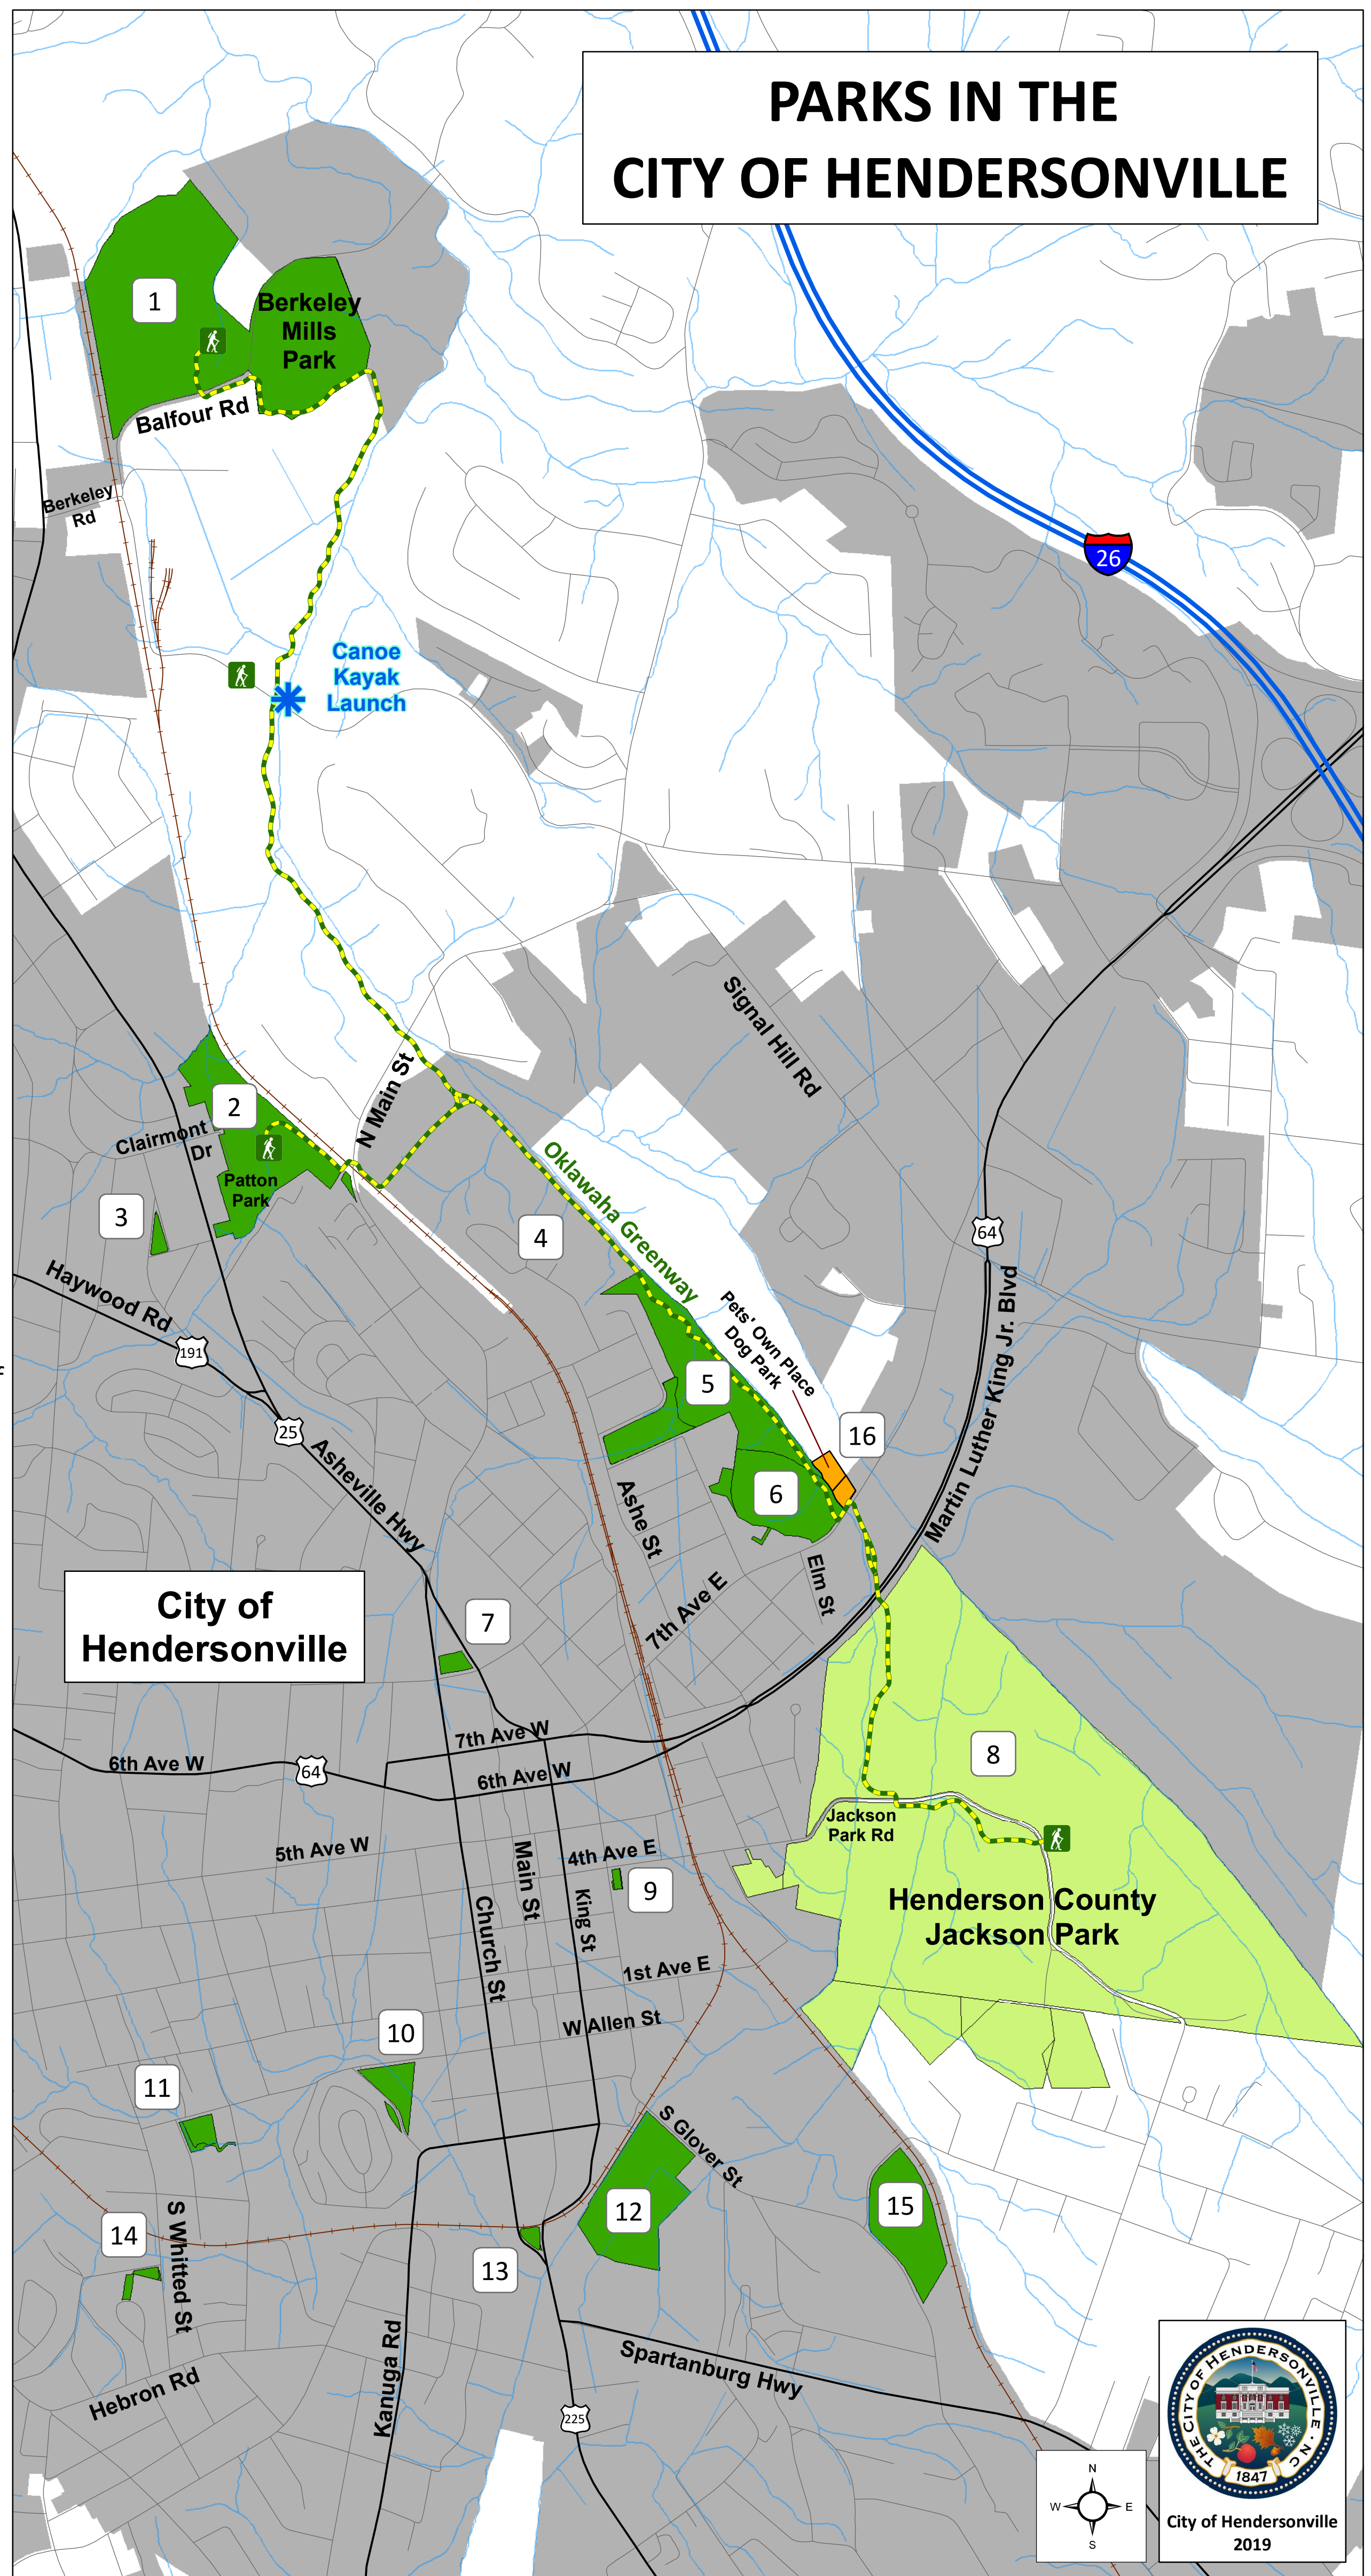 PARKS IN THE
CITY OF HENDERSONVILLE
1
Berkeley
Mills
Park
Balfour Rd
Berkeley
Rd
26
Canoe
Kayak
Launch
Signal Hill Rd
N Main St
2
Clairmont
Dr
Patton
Park
3
4
Oklawaha Greenway
64
Haywood Rd
191
Pets' Own Place
Dog Park
5
16
25
Asheville Hwy
6
Martin Luther King Jr. Blvd
Ashe St
Elm St
City of
Hendersonville
7
7th Ave E
8
7th Ave W
6th Ave W
64
6th Ave W
Jackson
Park Rd
5th Ave W
Main St
4th Ave E
9
King St
Church St
Henderson County
Jackson Park
1st Ave E
W Allen St
10
11
S Glover St
12
15
14
S Whitted St
13
Kanuga Rd
Spartanburg Hwy
Hebron Rd
225
THE CITY OF HENDERSONVILLE · NC
1847
N
W
E
S
City of Hendersonville
2019